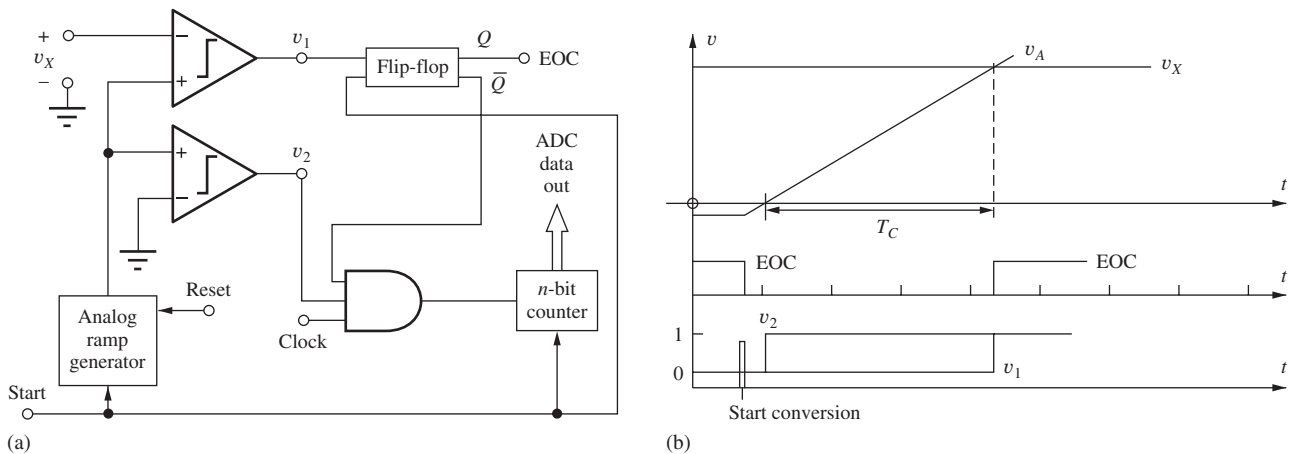 +
v_X
−
−
+
v_1
Flip-flop
Q
Q̅
EOC
+
−
v_2
ADC
data
out
Reset
Analog
ramp
generator
Clock
n-bit
counter
Start
(a)
v
v_A
v_X
t
T_C
EOC
EOC
t
1
v_2
0
v_1
t
Start conversion
(b)